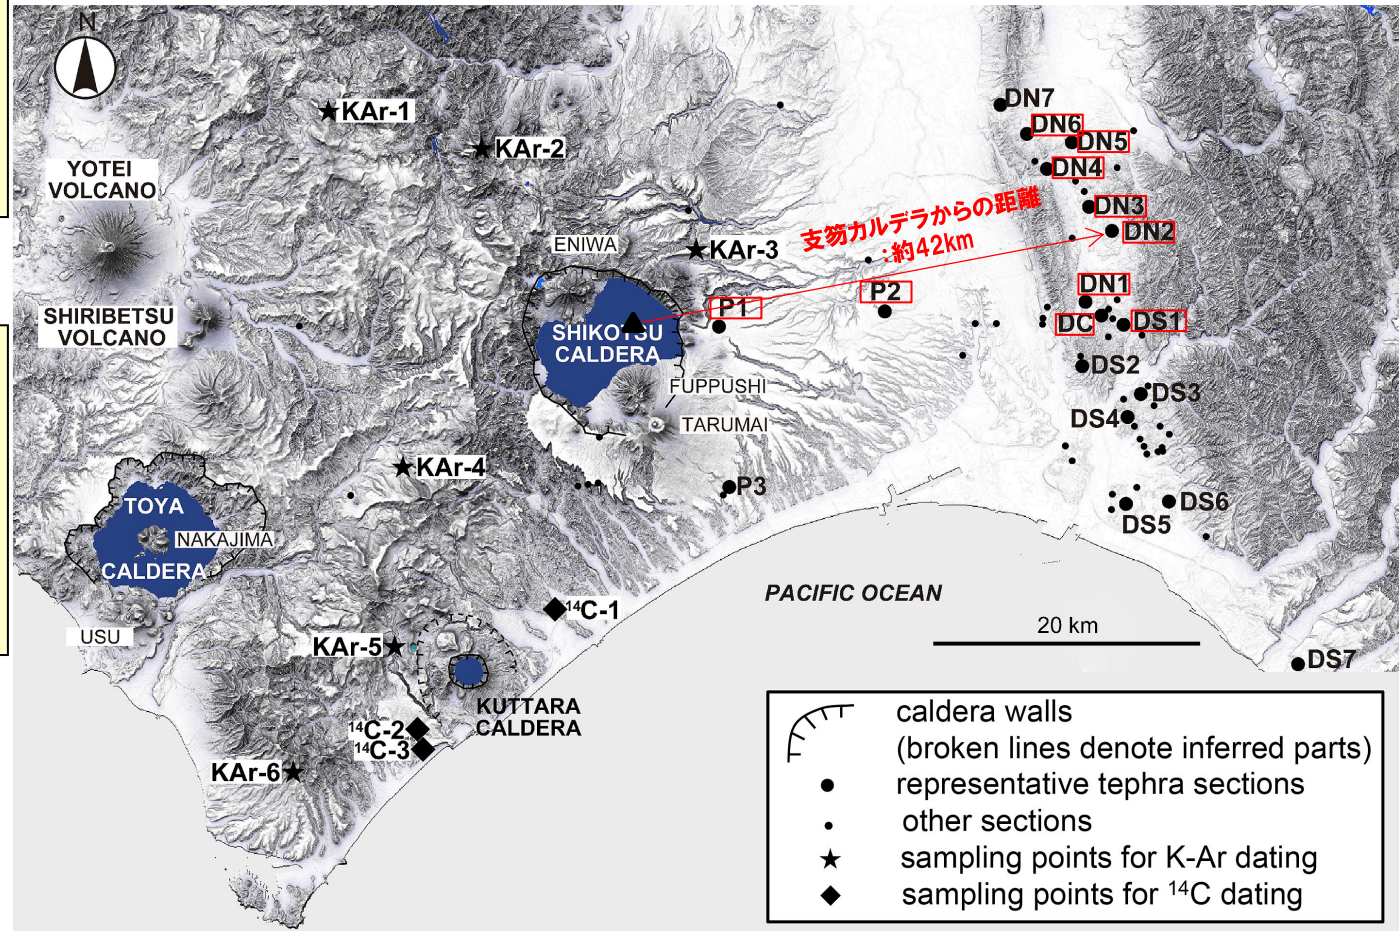 N
KAr-1
KAr-2
YOTEI
VOLCANO
SHIRIBETSU
VOLCANO
ENIWA
KAr-3
支笏カルデラからの距離
:約42km
DN7
DN6
DN5
DN4
DN3
DN2
DN1
P1
P2
DC
DS1
SHIKOTSU
CALDERA
DS2
FUPPUSHI
DS3
TARUMAI
DS4
KAr-4
P3
TOYA
NAKAJIMA
CALDERA
DS5
DS6
USU
14C-1
PACIFIC OCEAN
20 km
KAr-5
DS7
KUTTARA
CALDERA
14C-2
14C-3
KAr-6
caldera walls
(broken lines denote inferred parts)
representative tephra sections
other sections
sampling points for K-Ar dating
sampling points for 14C dating